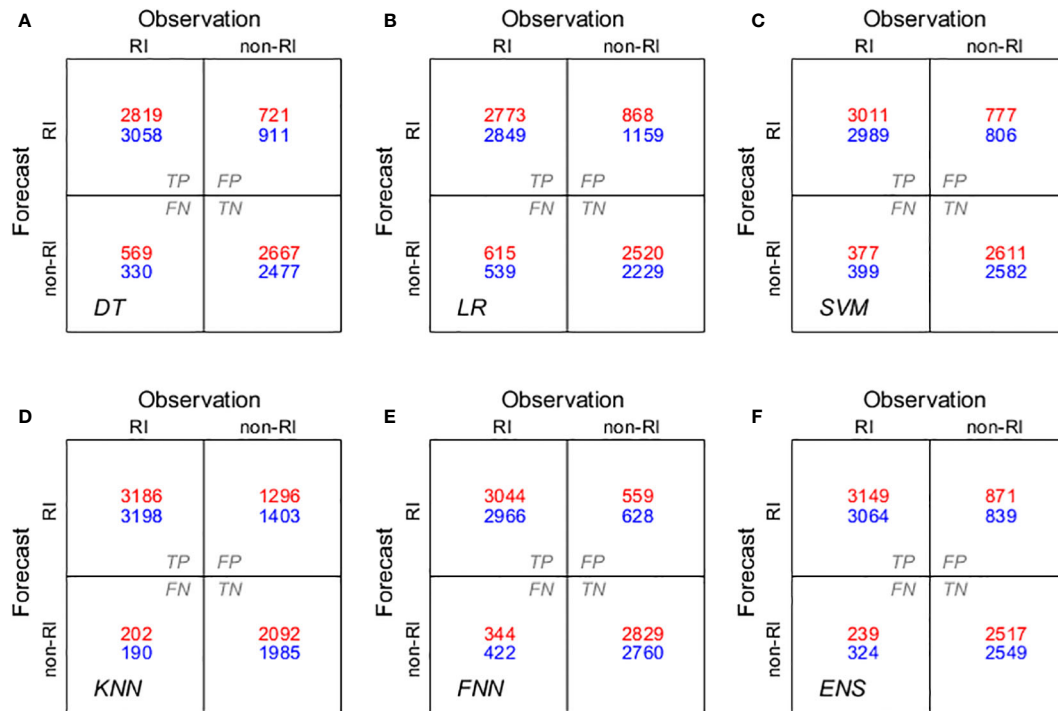 A Observation B Observation C Observation
RI non-RI RI non-RI RI non-RI
Forecast RI 2819 721 Forecast RI 2773 868 Forecast RI 3011 777
3058 911 2849 1159 2989 806
TP FP TP FP TP FP
FN TN FN TN FN TN
non-RI 569 2667 non-RI 615 2520 non-RI 377 2611
330 2477 539 2229 399 2582
DT LR SVM
D Observation E Observation F Observation
RI non-RI RI non-RI RI non-RI
Forecast RI 3186 1296 Forecast RI 3044 559 Forecast RI 3149 871
3198 1403 2966 628 3064 839
TP FP TP FP TP FP
FN TN FN TN FN TN
non-RI 202 2092 non-RI 344 2829 non-RI 239 2517
190 1985 422 2760 324 2549
KNN FNN ENS